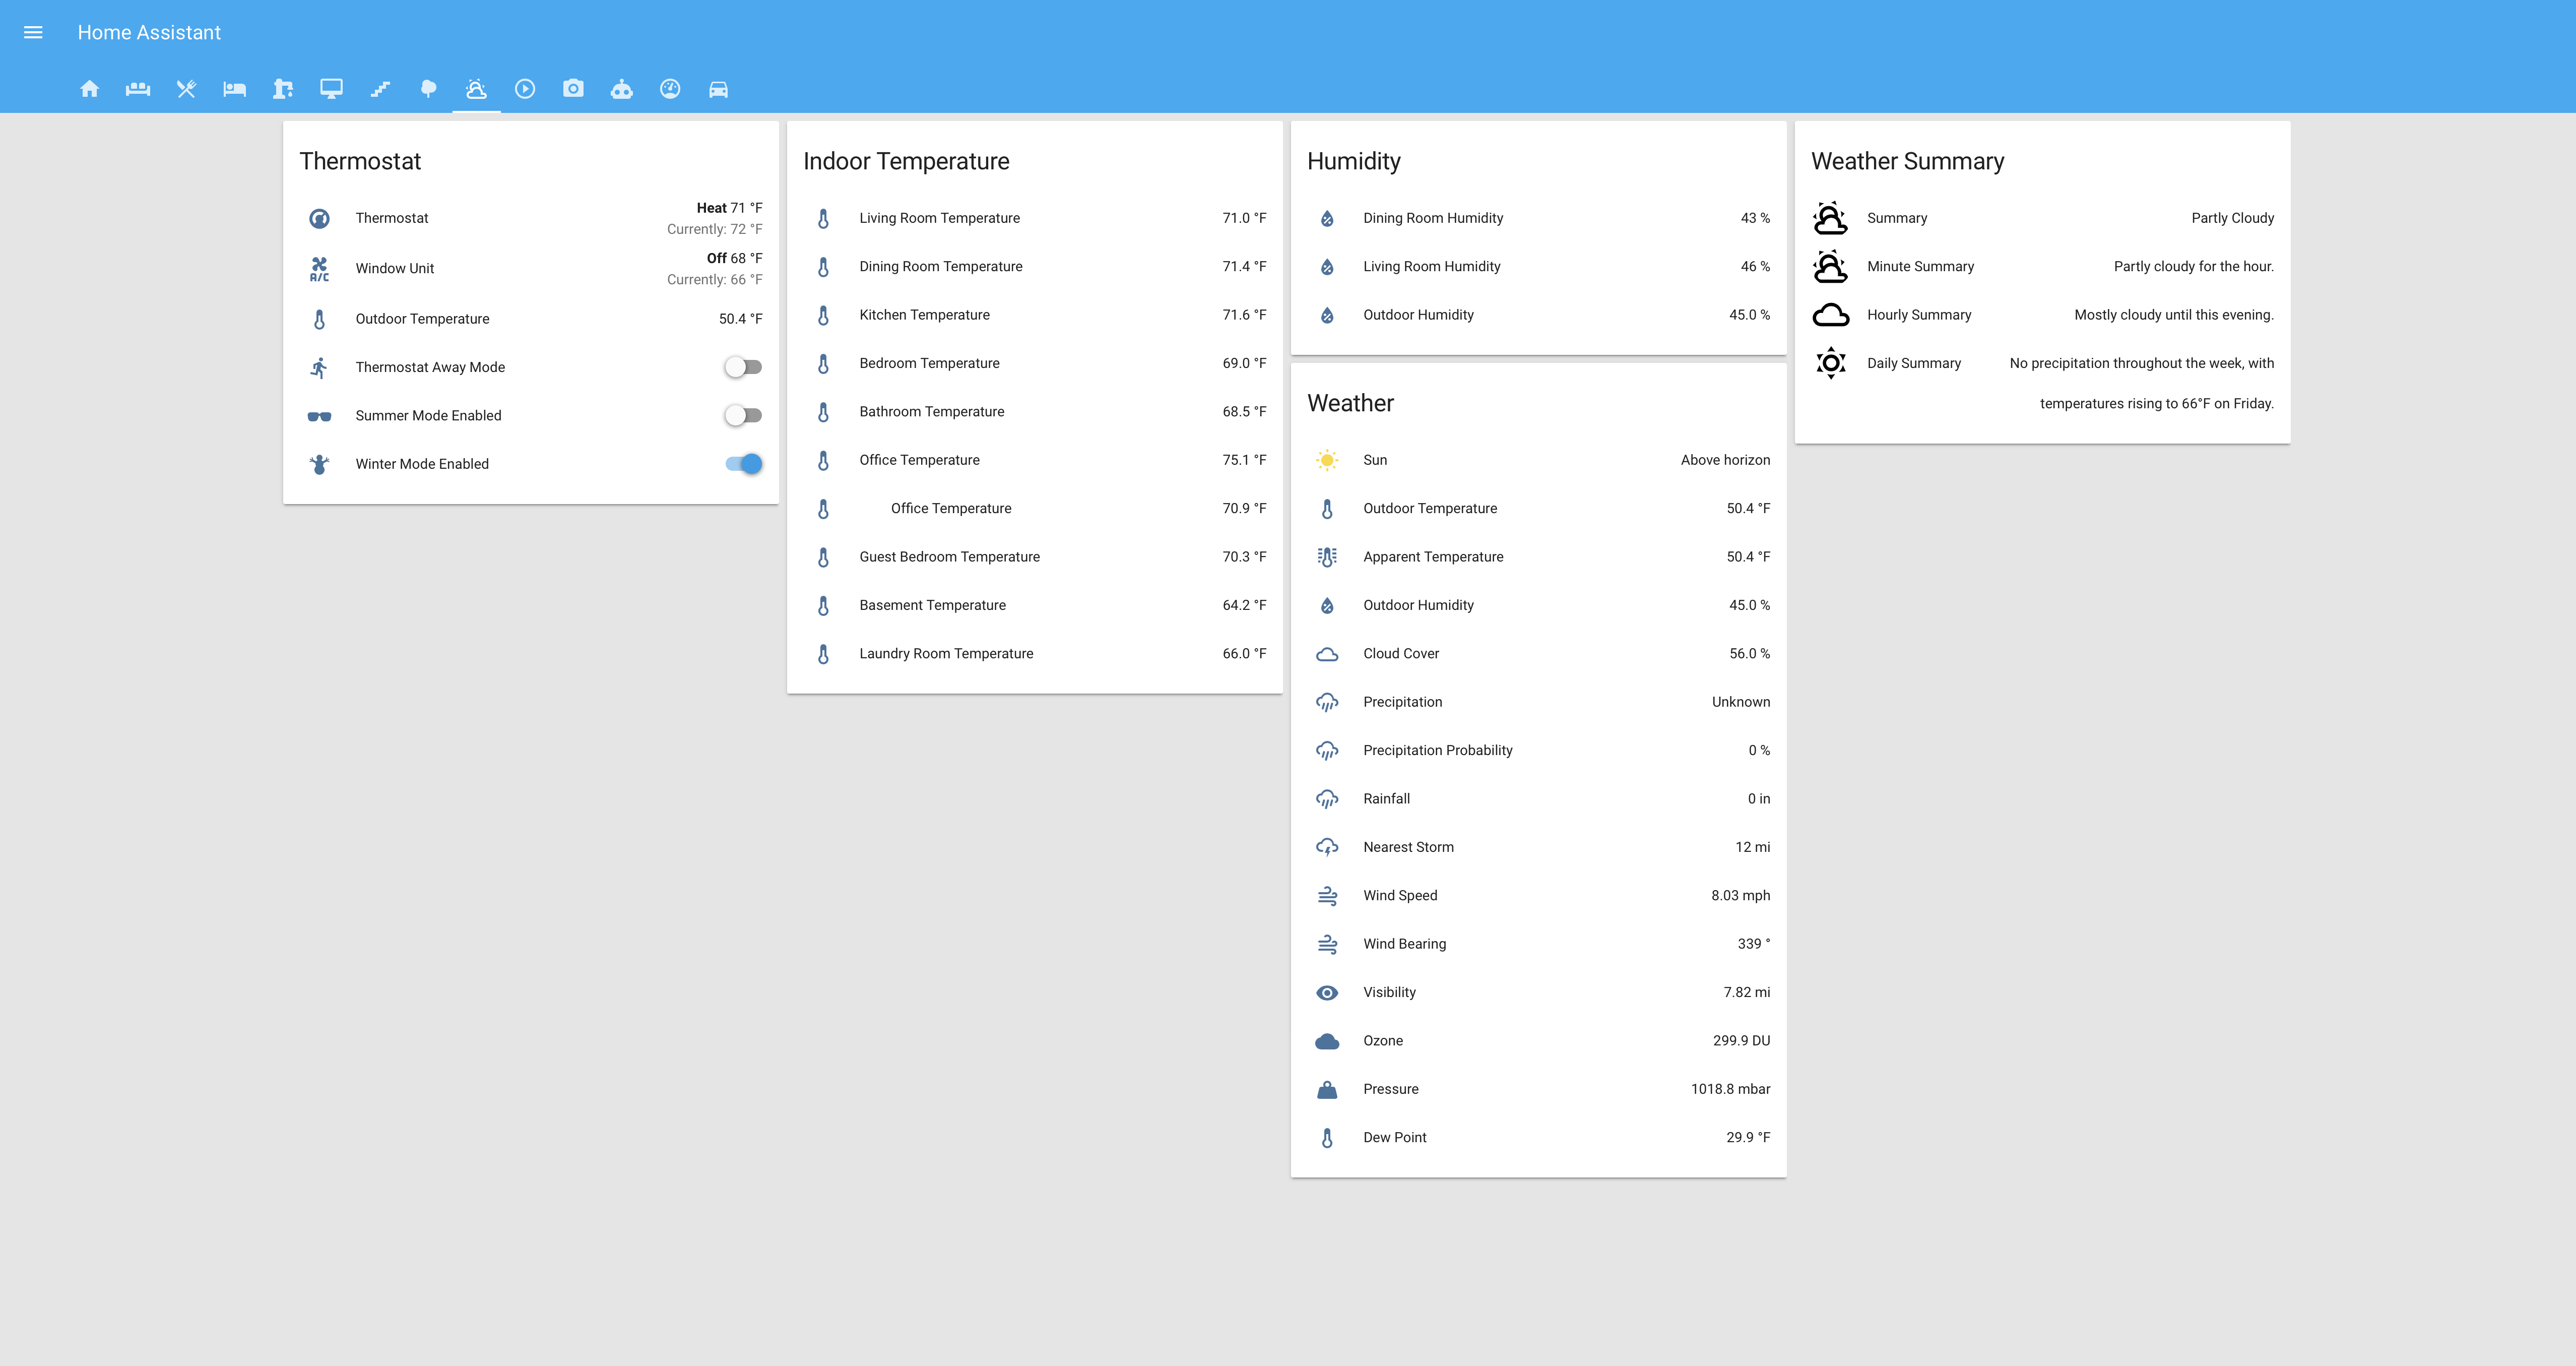 Home Assistant
Thermostat
Thermostat
Heat 71 °F
Currently: 72 °F
A/C
Window Unit
Off 68 °F
Currently: 66 °F
Outdoor Temperature 50.4 °F
Thermostat Away Mode
Summer Mode Enabled
Winter Mode Enabled
Indoor Temperature
Living Room Temperature 71.0 °F
Dining Room Temperature 71.4 °F
Kitchen Temperature 71.6 °F
Bedroom Temperature 69.0 °F
Bathroom Temperature 68.5 °F
Office Temperature 75.1 °F
Office Temperature 70.9 °F
Guest Bedroom Temperature 70.3 °F
Basement Temperature 64.2 °F
Laundry Room Temperature 66.0 °F
Humidity
Dining Room Humidity 43 %
Living Room Humidity 46 %
Outdoor Humidity 45.0 %
Weather
Sun Above horizon
Outdoor Temperature 50.4 °F
Apparent Temperature 50.4 °F
Outdoor Humidity 45.0 %
Cloud Cover 56.0 %
Precipitation Unknown
Precipitation Probability 0 %
Rainfall 0 in
Nearest Storm 12 mi
Wind Speed 8.03 mph
Wind Bearing 339 °
Visibility 7.82 mi
Ozone 299.9 DU
Pressure 1018.8 mbar
Dew Point 29.9 °F
Weather Summary
Summary Partly Cloudy
Minute Summary Partly cloudy for the hour.
Hourly Summary Mostly cloudy until this evening.
Daily Summary No precipitation throughout the week, with
temperatures rising to 66°F on Friday.